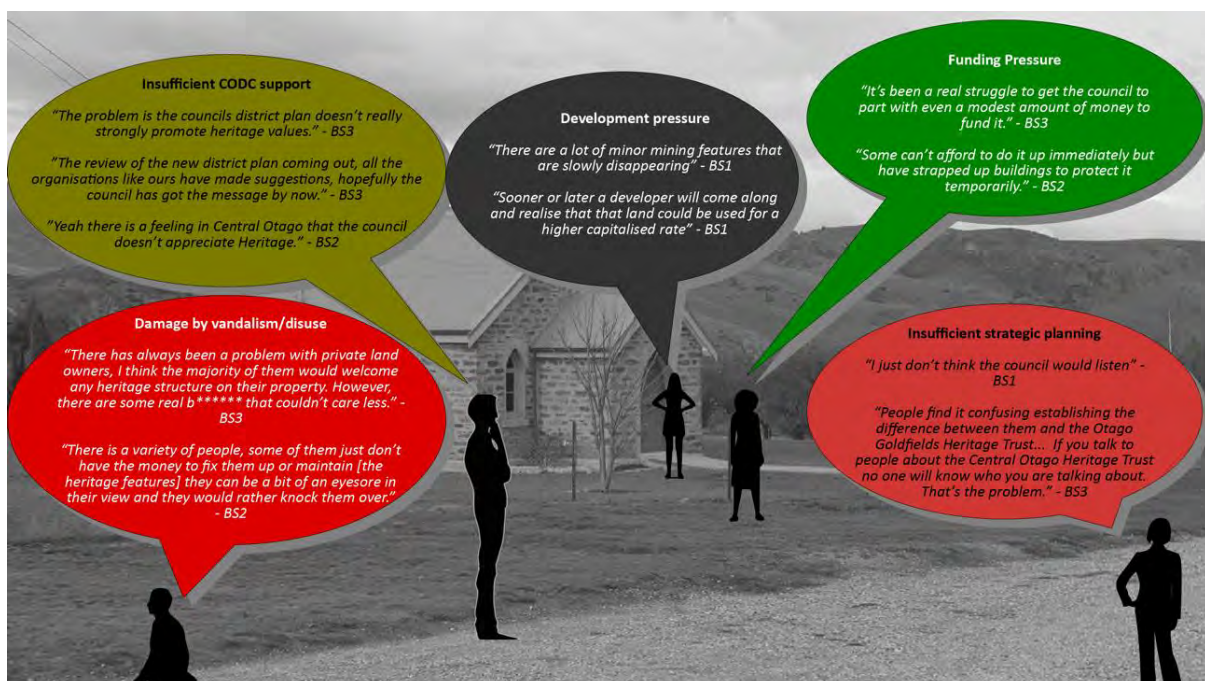 Insufficient CODC support
“The problem is the councils district plan doesn’t really
strongly promote heritage values.” - BS3
“The review of the new district plan coming out, all the
organisations like ours have made suggestions, hopefully the
council has got the message by now.” - BS3
“Yeah there is a feeling in Central Otago that the council
doesn’t appreciate Heritage.” - BS2
Development pressure
“There are a lot of minor mining features that
are slowly disappearing” - BS1
“Sooner or later a developer will come along
and realise that that land could be used for a
higher capitalised rate” - BS1
Funding Pressure
“It’s been a real struggle to get the council to
part with even a modest amount of money to
fund it.” - BS3
“Some can’t afford to do it up immediately but
have strapped up buildings to protect it
temporarily.” - BS2
Damage by vandalism/disuse
“There has always been a problem with private land
owners, I think the majority of them would welcome
any heritage structure on their property. However,
there are some real b****** that couldn’t care less.” -
BS3
“There is a variety of people, some of them just don’t
have the money to fix them up or maintain [the
heritage features] they can be a bit of an eyesore in
their view and they would rather knock them over.”
- BS2
Insufficient strategic planning
“I just don’t think the council would listen” -
BS1
“People find it confusing establishing the
difference between them and the Otago
Goldfields Heritage Trust... If you talk to
people about the Central Otago Heritage Trust
no one will know who you are talking about.
That’s the problem.” - BS3